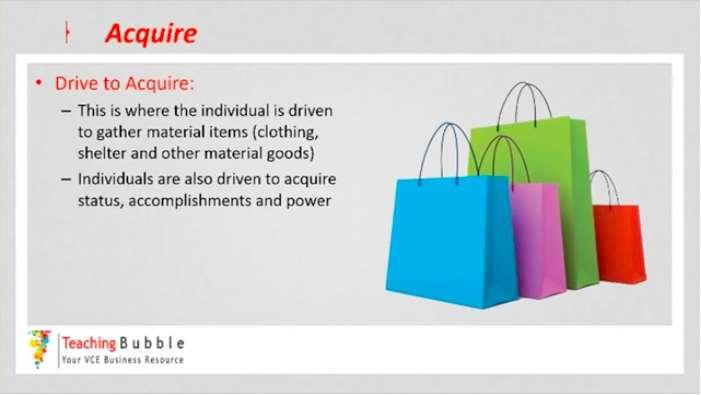 Acquire
• Drive to Acquire:
– This is where the individual is driven
to gather material items (clothing,
shelter and other material goods)
– Individuals are also driven to acquire
status, accomplishments and power
Teaching Bubble
Your VCE Business Resource